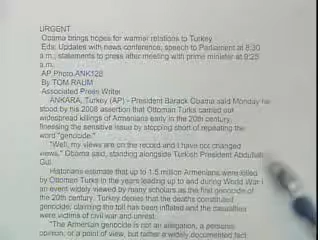 URGENT
Obama brings hopes for warmer relations to Turkey
Eds: Updates with news conference, speech to Parliament at 8:30
a.m., statements to press after meeting with prime minister at 9:25
a.m.
AP Photo ANK128
By TOM RAUM
Associated Press Writer
ANKARA, Turkey (AP) - President Barack Obama said Monday he
stood by his 2008 assertion that Ottoman Turks carried out
widespread killings of Armenians early in the 20th century,
finessing the sensitive issue by stopping short of repeating the
word "genocide."
"Well, my views are on the record and I have not changed
views," Obama said, standing alongside Turkish President Abdullah
Gul.
Historians estimate that up to 1.5 million Armenians were killed
by Ottoman Turks in the years leading up to and during World War I
an event widely viewed by many scholars as the first genocide of
the 20th century. Turkey denies that the deaths constituted
genocide, claiming the toll has been inflated and the casualties
were victims of civil war and unrest.
"The Armenian genocide is not an allegation, a personal
opinion, or a point of view, but rather a widely documented fact